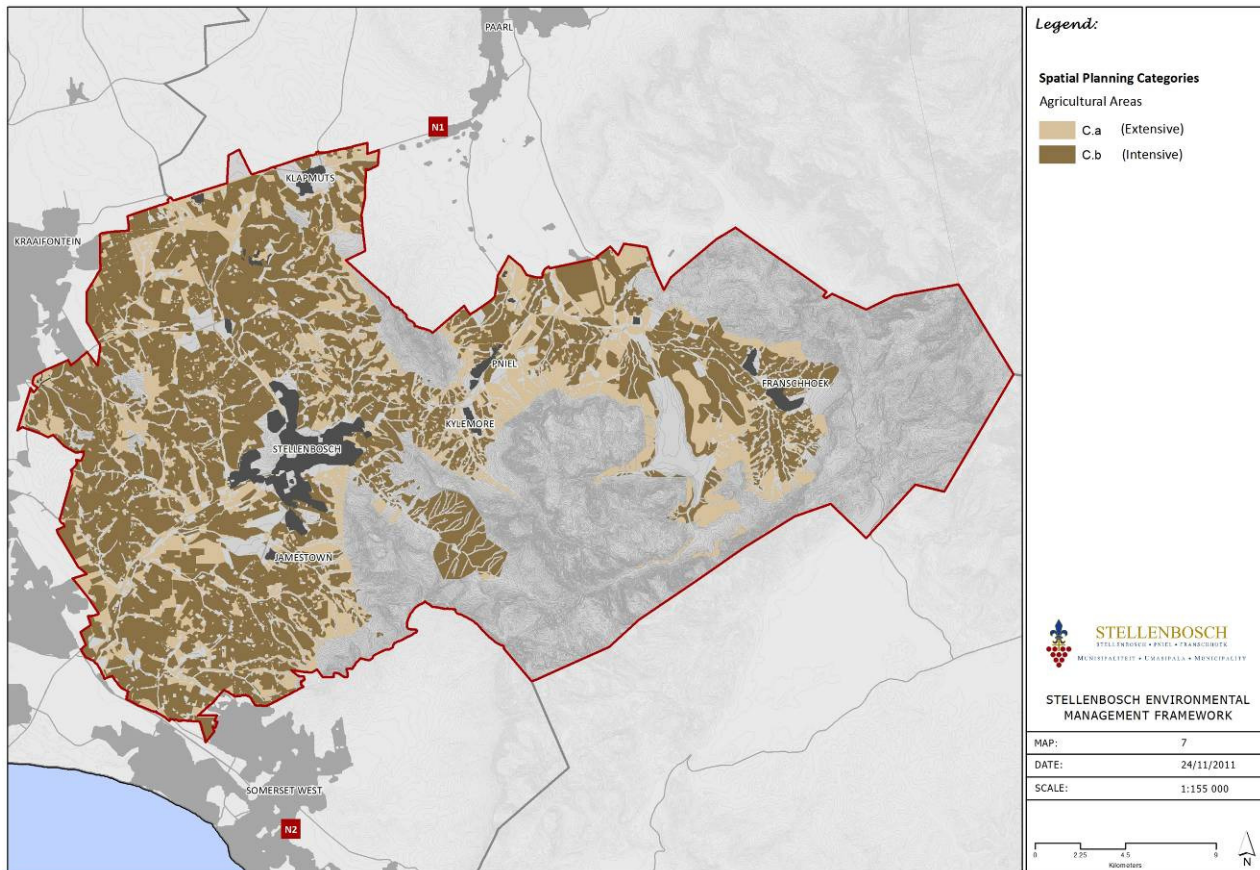 PAARL
N1
KLAPMUTS
KRAAIFONTEIN
PNIEL
FRANSCHHOEK
KYLEMORE
STELLENBOSCH
JAMESTOWN
SOMERSET WEST
N2
Legend:
Spatial Planning Categories
Agricultural Areas
C.a (Extensive)
C.b (Intensive)
STELLENBOSCH
STELLENBOSCH • PNIEL • FRANSCHHOEK
MUNISIPALITEIT • UMASIPALA • MUNICIPALITY
STELLENBOSCH ENVIRONMENTAL
MANAGEMENT FRAMEWORK
MAP: 7
DATE: 24/11/2011
SCALE: 1:155 000
0 2.25 4.5 9
Kilometers
N